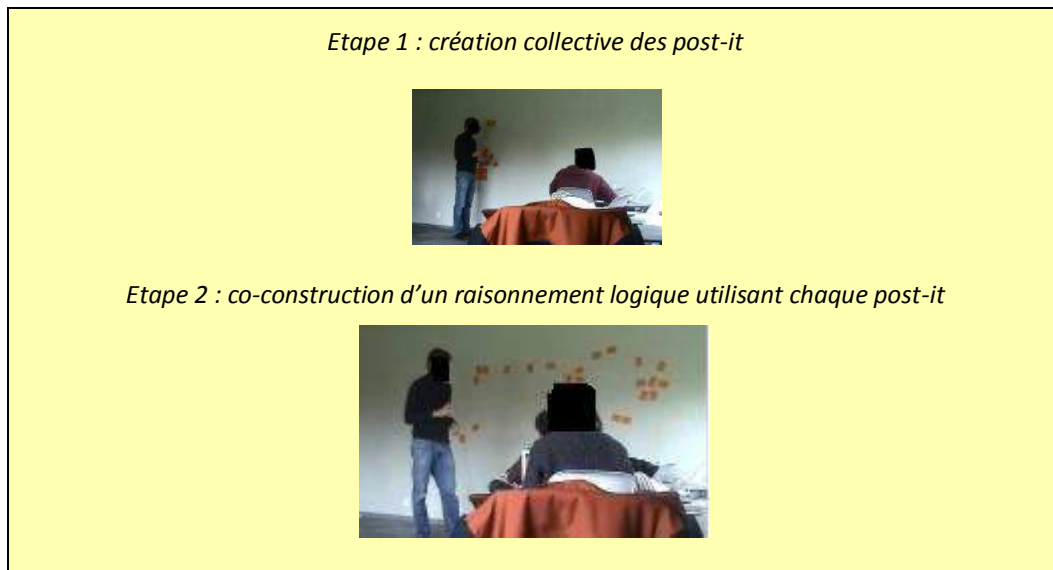 Etape 1 : création collective des post-it
Etape 2 : co-construction d’un raisonnement logique utilisant chaque post-it